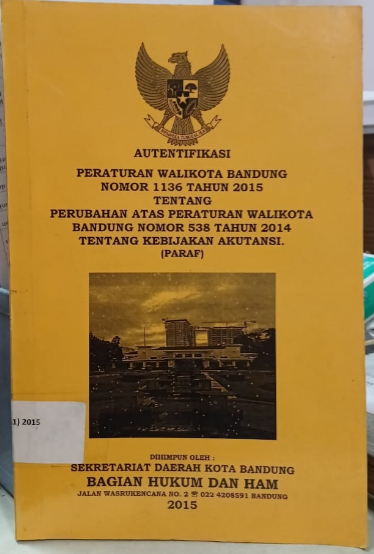 AUTENTIFIKASI
PERATURAN WALIKOTA BANDUNG
NOMOR 1136 TAHUN 2015
TENTANG
PERUBAHAN ATAS PERATURAN WALIKOTA
BANDUNG NOMOR 538 TAHUN 2014
TENTANG KEBIJAKAN AKUTANSI.
(PARAF)
1) 2015
DIHIMPUN OLEH :
SEKRETARIAT DAERAH KOTA BANDUNG
BAGIAN HUKUM DAN HAM
JALAN WASRUKENCANA NO. 2 ☏ 022 4208591 BANDUNG
2015